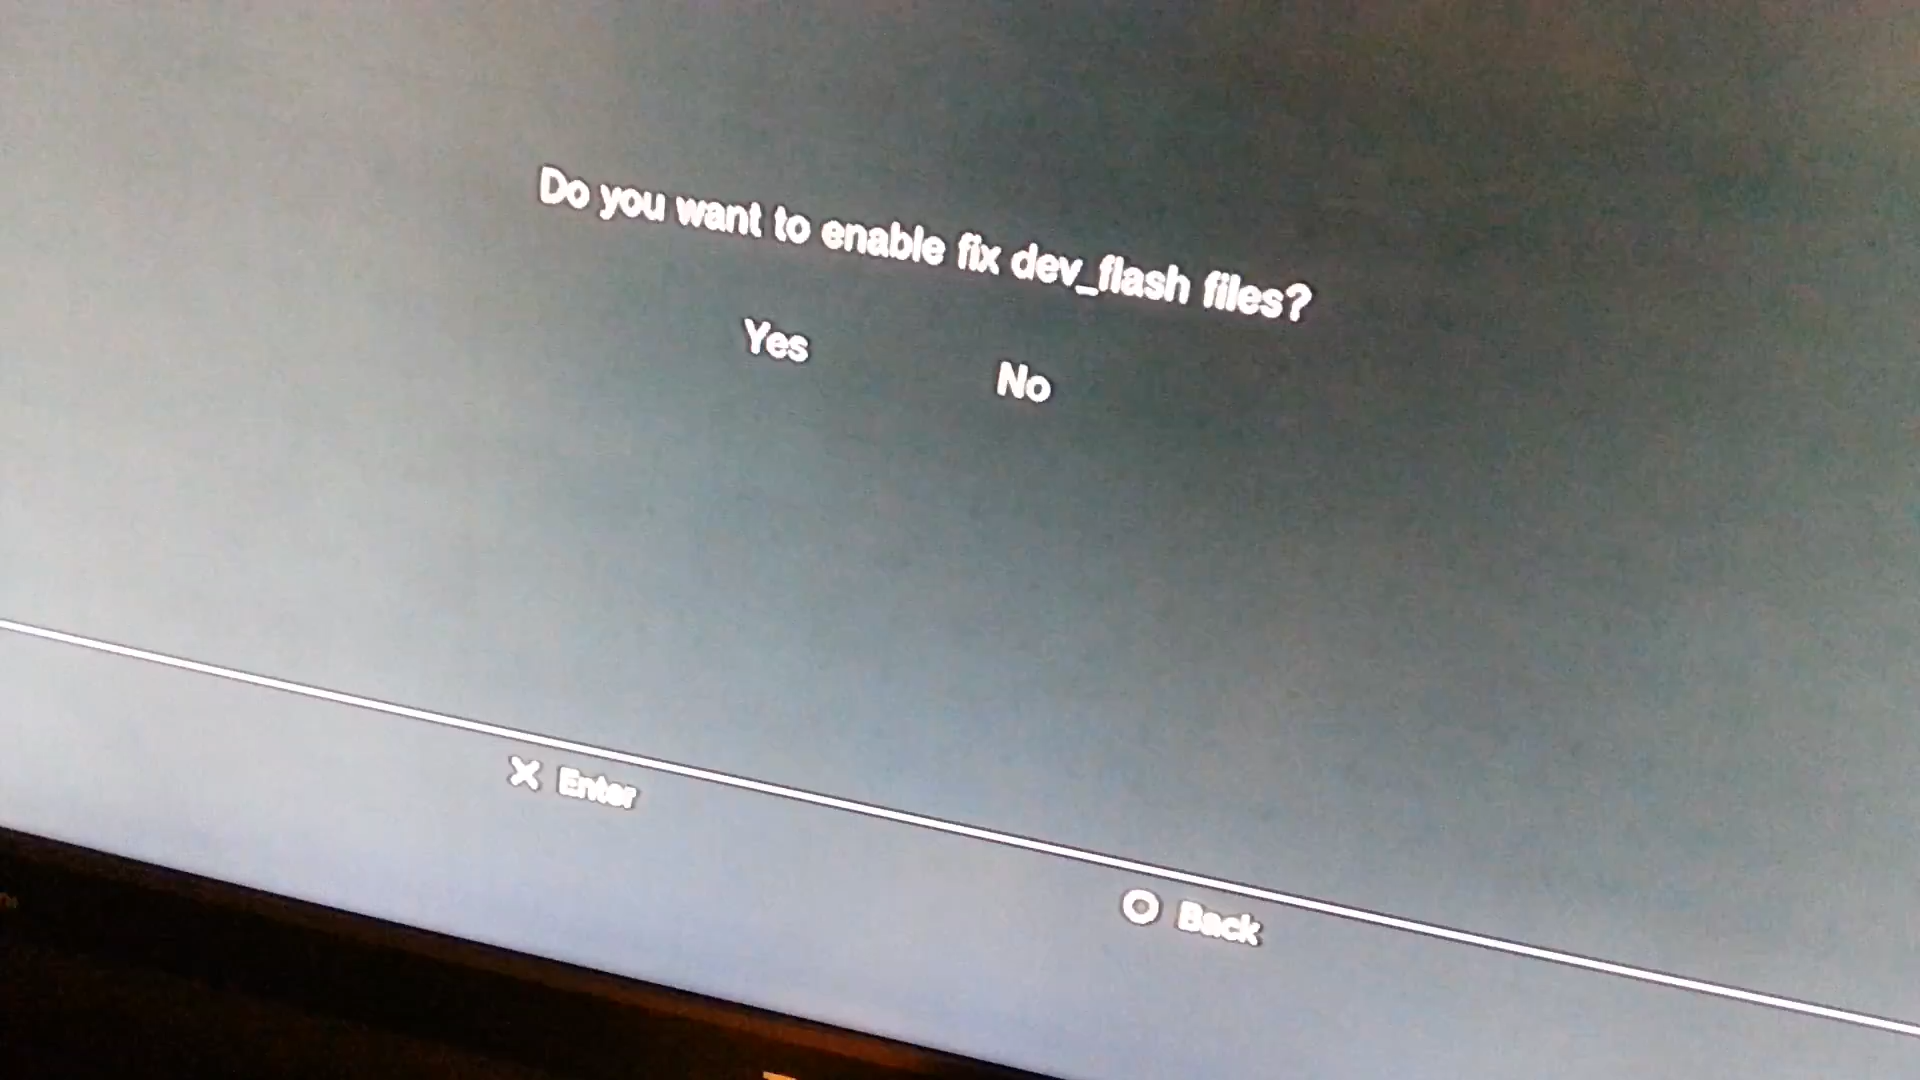 Do you want to enable fix dev_flash files?
Yes No
X Enter
O Back